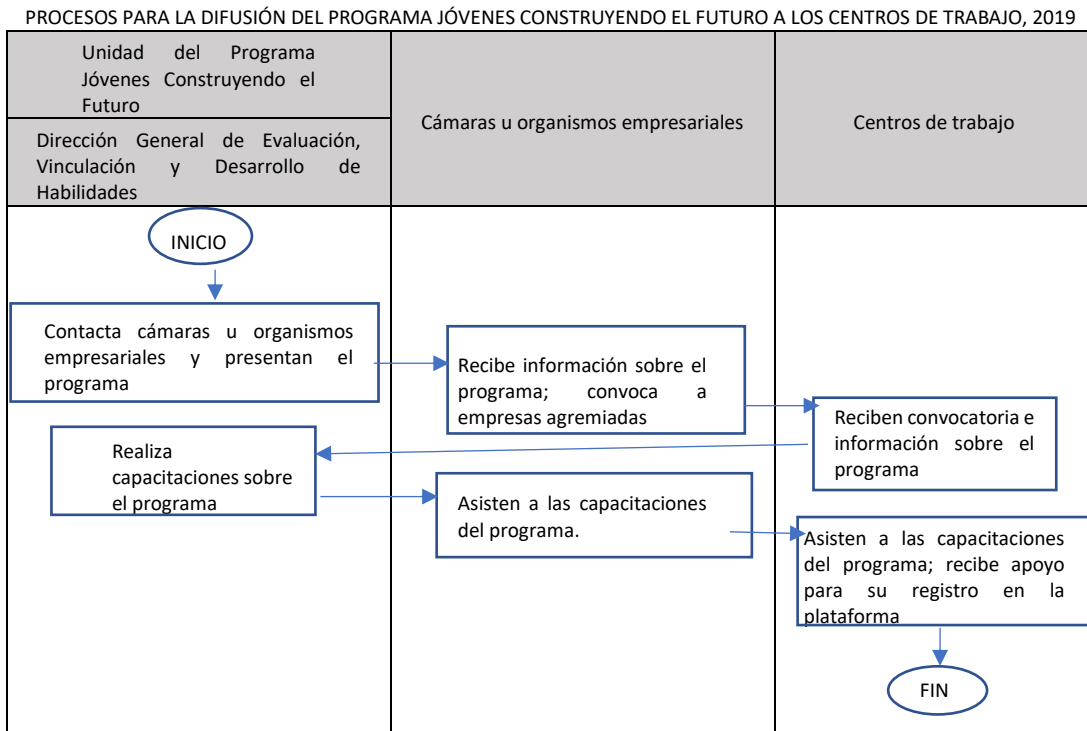 PROCESOS PARA LA DIFUSIÓN DEL PROGRAMA JÓVENES CONSTRUYENDO EL FUTURO A LOS CENTROS DE TRABAJO, 2019
Unidad del Programa
Jóvenes Construyendo el
Futuro
Dirección General de Evaluación,
Vinculación y Desarrollo de
Habilidades
Cámaras u organismos empresariales
Centros de trabajo
INICIO
Contacta cámaras u organismos
empresariales y presentan el
programa
Recibe información sobre el
programa; convoca a
empresas agremiadas
Reciben convocatoria e
información sobre el
programa
Realiza
capacitaciones sobre
el programa
Asisten a las capacitaciones
del programa.
Asisten a las capacitaciones
del programa; recibe apoyo
para su registro en la
plataforma
FIN